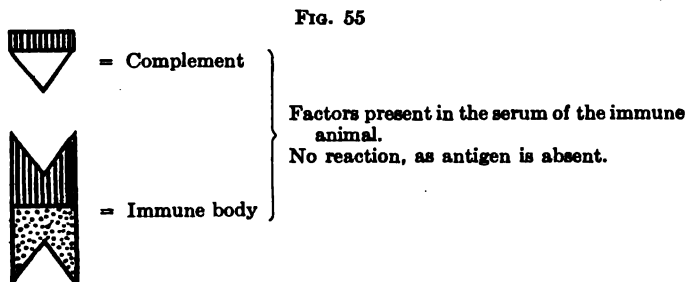 Fig. 55
= Complement
Factors present in the serum of the immune
animal.
No reaction, as antigen is absent.
= Immune body